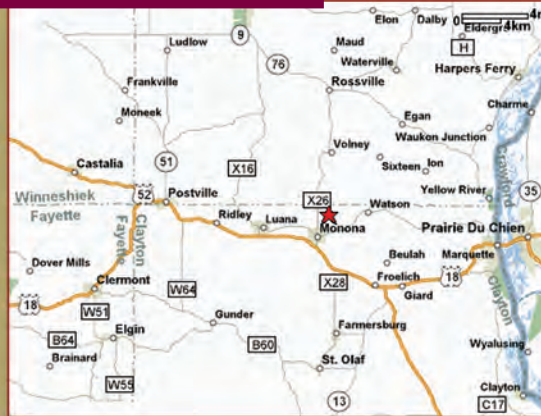 Elon
Dalby
0 4m
4km
Ludlow
9
Maud
H
76
Waterville
Harpers Ferry
Frankville
Rossville
Moneek
Egan
Charme
Waukon Junction
Volney
Castalia
51
X16
Sixteen
Ion
Crawford
35
52
Postville
X26
Yellow River
Winneshiek
Fayette
Ridley
Luana
Watson
Monona
Prairie Du Chien
Fayette
Clayton
Beulah
Marquette
Dover Mills
Clermont
W64
X28
Froelich
18
Giard
Clayton
18
W51
Gunder
Farmersburg
B64
Elgin
B60
Wyalusing
Brainard
St. Olaf
W55
13
Clayton
C17